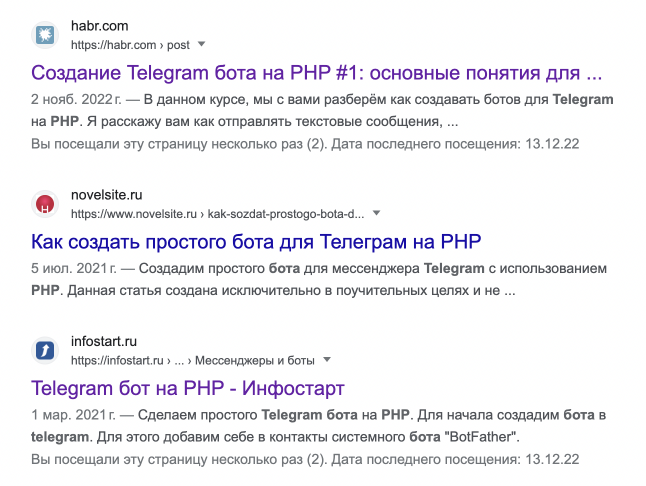 habr.com
https://habr.com › post
Создание Telegram бота на PHP #1: основные понятия для ...
2 нояб. 2022 г. — В данном курсе, мы с вами разберём как создавать ботов для Telegram
на PHP. Я расскажу вам как отправлять текстовые сообщения, ...
Вы посещали эту страницу несколько раз (2). Дата последнего посещения: 13.12.22
novelsite.ru
https://www.novelsite.ru › kak-sozdat-prostogo-bota-d...
Как создать простого бота для Телеграм на PHP
5 июл. 2021 г. — Создадим простого бота для мессенджера Telegram с использованием
PHP. Данная статья создана исключительно в поучительных целях и не ...
infostart.ru
https://infostart.ru › ... › Мессенджеры и боты
Telegram бот на PHP - Инфостарт
1 мар. 2021 г. — Сделаем простого Telegram бота на PHP. Для начала создадим бота в
telegram. Для этого добавим себе в контакты системного бота "BotFather".
Вы посещали эту страницу несколько раз (2). Дата последнего посещения: 13.12.22